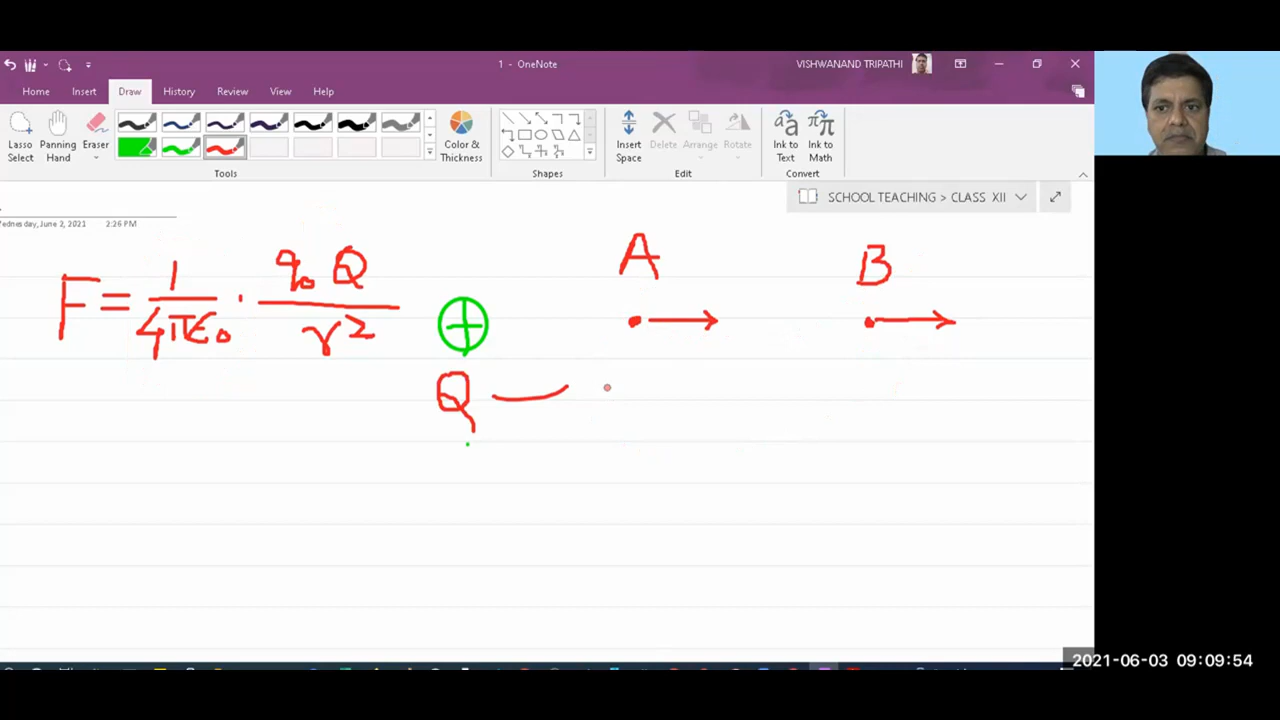 1 - OneNote
VISHWANAND TRIPATHI
Home Insert Draw History Review View Help
Lasso Select
Panning Hand
Eraser
Color & Thickness
Insert Space
Delete
Arrange
Rotate
Ink to Text
Ink to Math
Tools
Shapes
Edit
Convert
SCHOOL TEACHING > CLASS XII
ednesday, June 2, 2021 2:26 PM
A
B
F = 1/4πε₀ · q₀ Q/r²
Q
2021-06-03 09:09:54